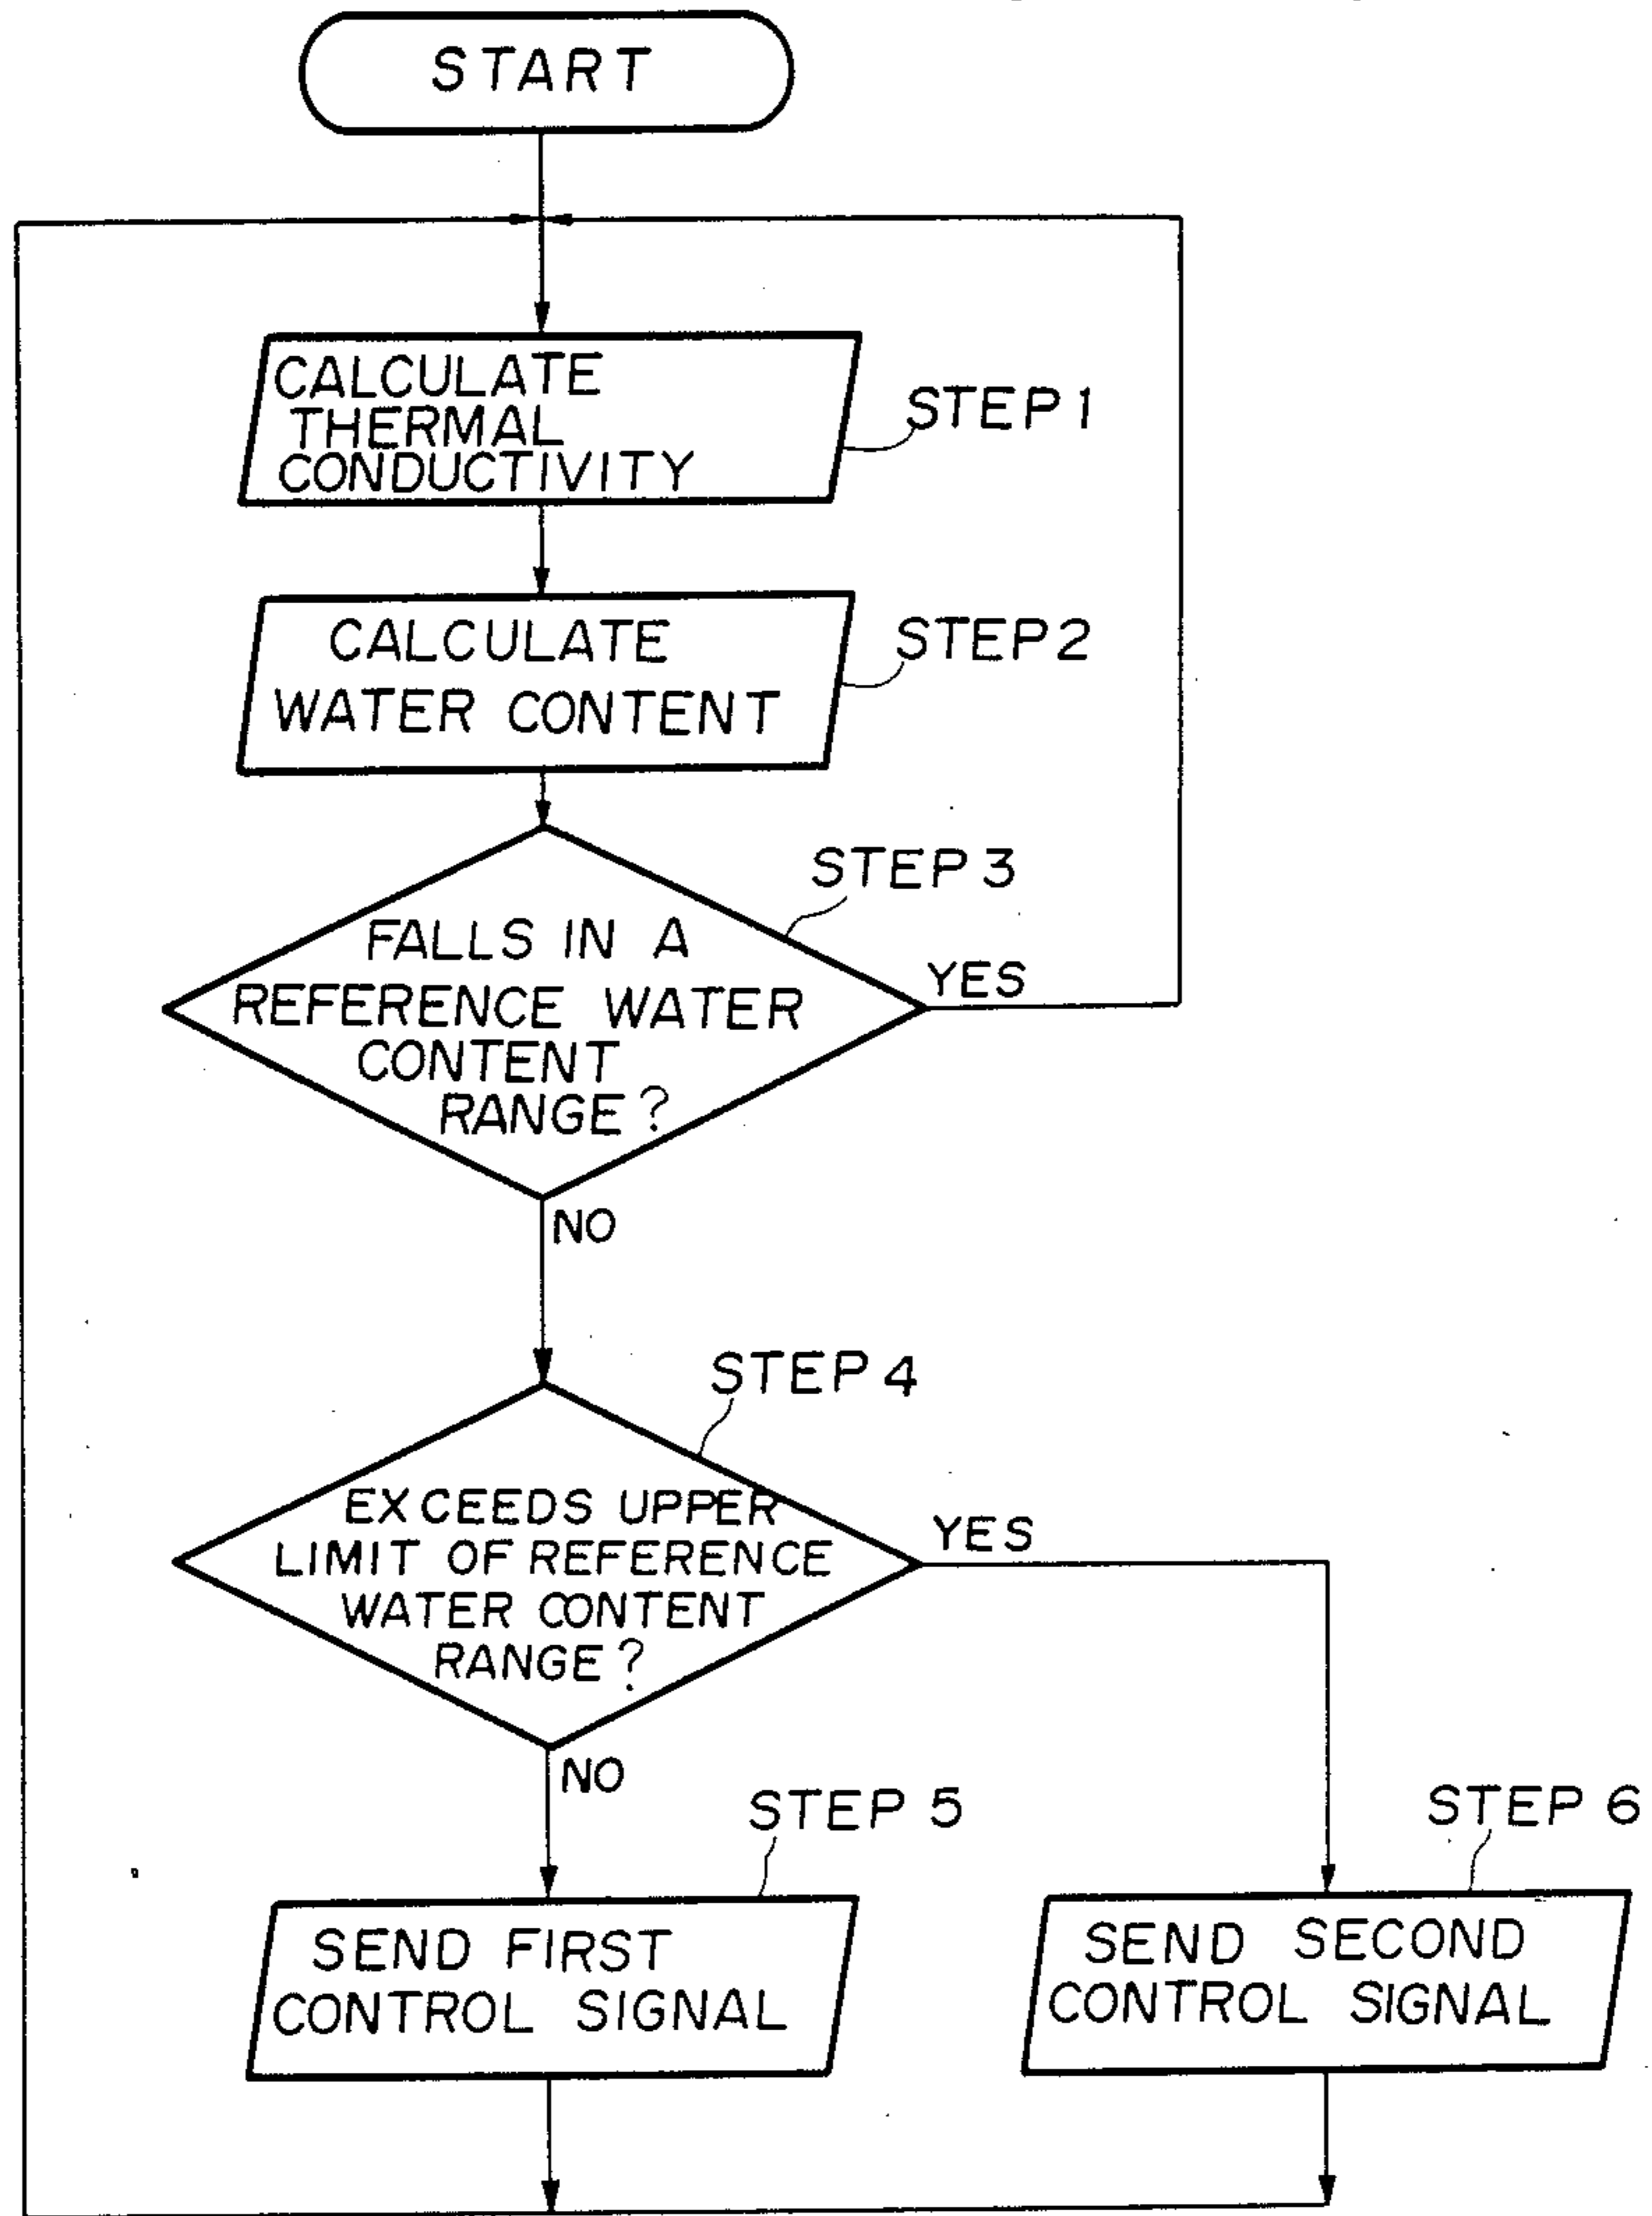 START
CALCULATE
THERMAL
CONDUCTIVITY
STEP 1
CALCULATE
WATER CONTENT
STEP 2
STEP 3
FALLS IN A
REFERENCE WATER
CONTENT
RANGE?
YES
NO
STEP 4
EXCEEDS UPPER
LIMIT OF REFERENCE
WATER CONTENT
RANGE?
YES
NO
STEP 5
SEND FIRST
CONTROL SIGNAL
STEP 6
SEND SECOND
CONTROL SIGNAL